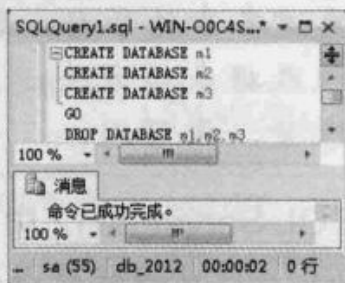 SQLQuery1.sql - WIN-O0C4S...*
CREATE DATABASE m1
CREATE DATABASE m2
CREATE DATABASE m3
GO
DROP DATABASE m1,m2,m3
100 %
消息
命令已成功完成。
100 %
sa (55) db_2012 00:00:02 0 行